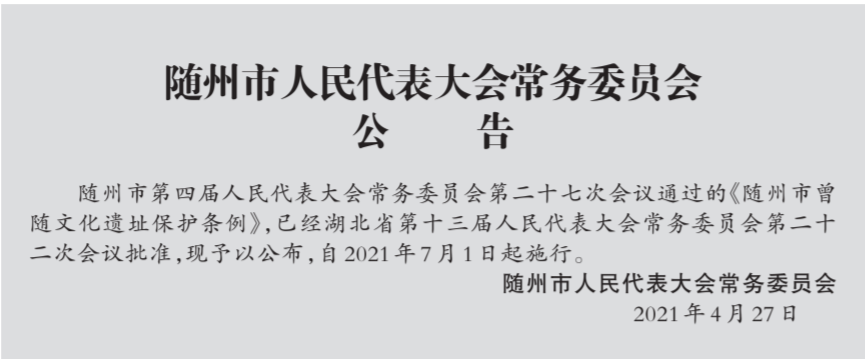 随州市人民代表大会常务委员会
公 告
随州市第四届人民代表大会常务委员会第二十七次会议通过的《随州市曾
随文化遗址保护条例》,已经湖北省第十三届人民代表大会常务委员会第二十
二次会议批准,现予以公布,自2021年7月1日起施行。
随州市人民代表大会常务委员会
2021年4月27日